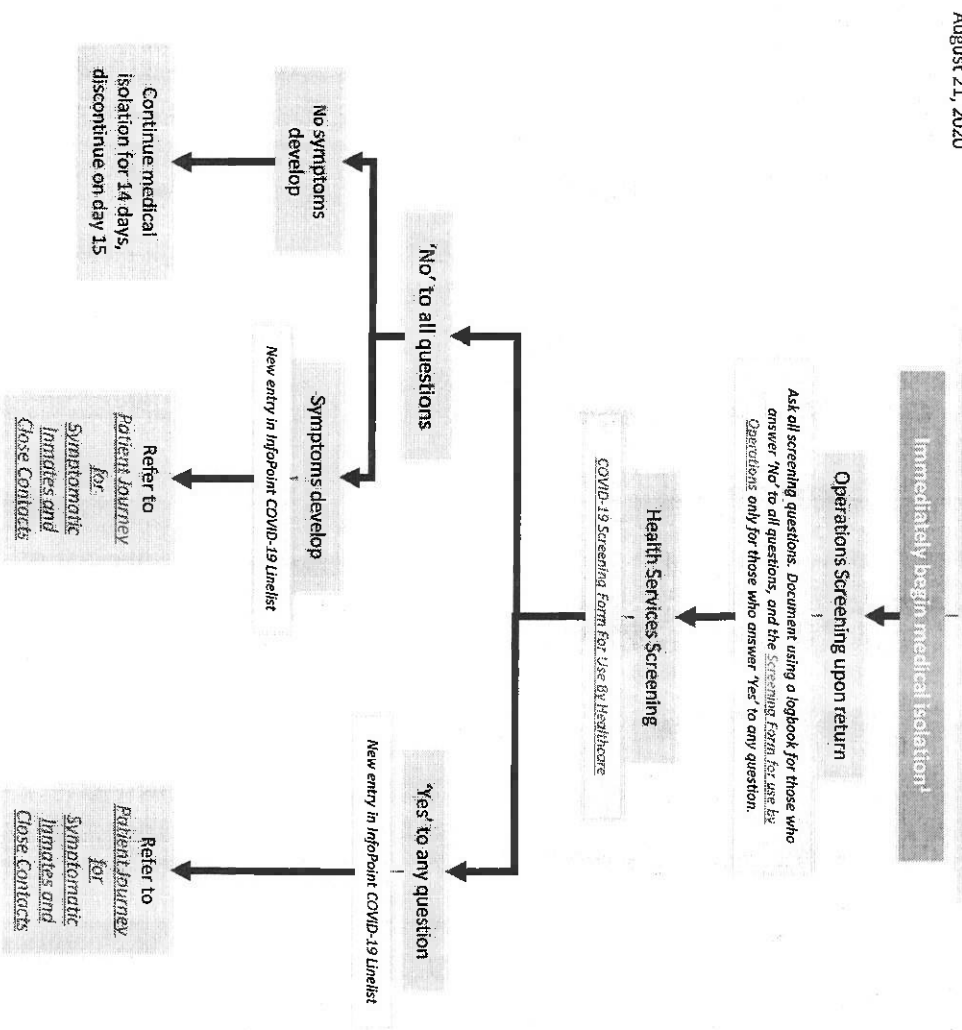 August 21, 2020
Immediately begin medical isolation¹
Operations Screening upon return
Ask all screening questions. Document using a logbook for those who
answer 'No' to all questions, and the Screening Form for use by
Operations only for those who answer 'Yes' to any question.
Health Services Screening
COVID-19 Screening Form For Use By Healthcare
'No' to all questions
'Yes' to any question
New entry in InfoPoint COVID-19 Linelist
No symptoms
develop
Symptoms develop
New entry in InfoPoint COVID-19 Linelist
Continue medical
isolation for 14 days,
discontinue on day 15
Refer to
Patient Journey
for
Symptomatic
Inmates and
Close Contacts
Refer to
Patient Journey
for
Symptomatic
Inmates and
Close Contacts